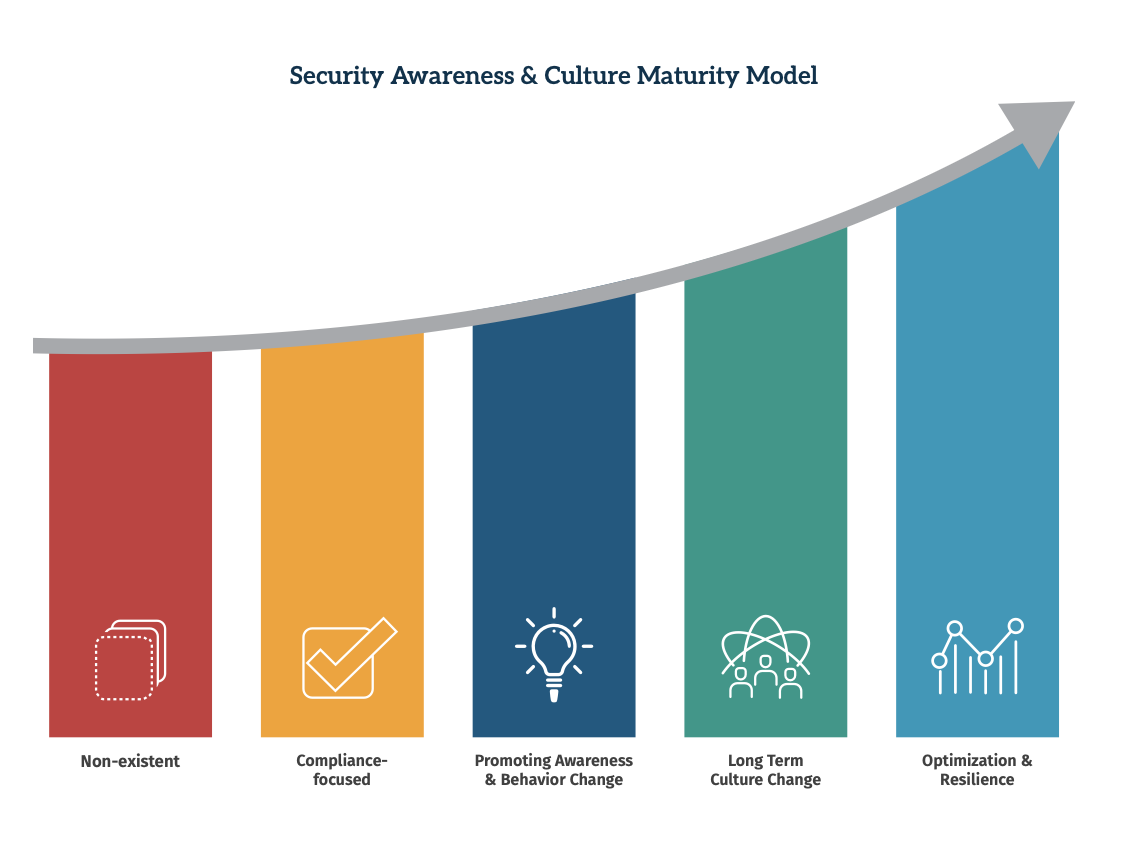 Security Awareness & Culture Maturity Model
Non-existent
Compliance-
focused
Promoting Awareness
& Behavior Change
Long Term
Culture Change
Optimization &
Resilience